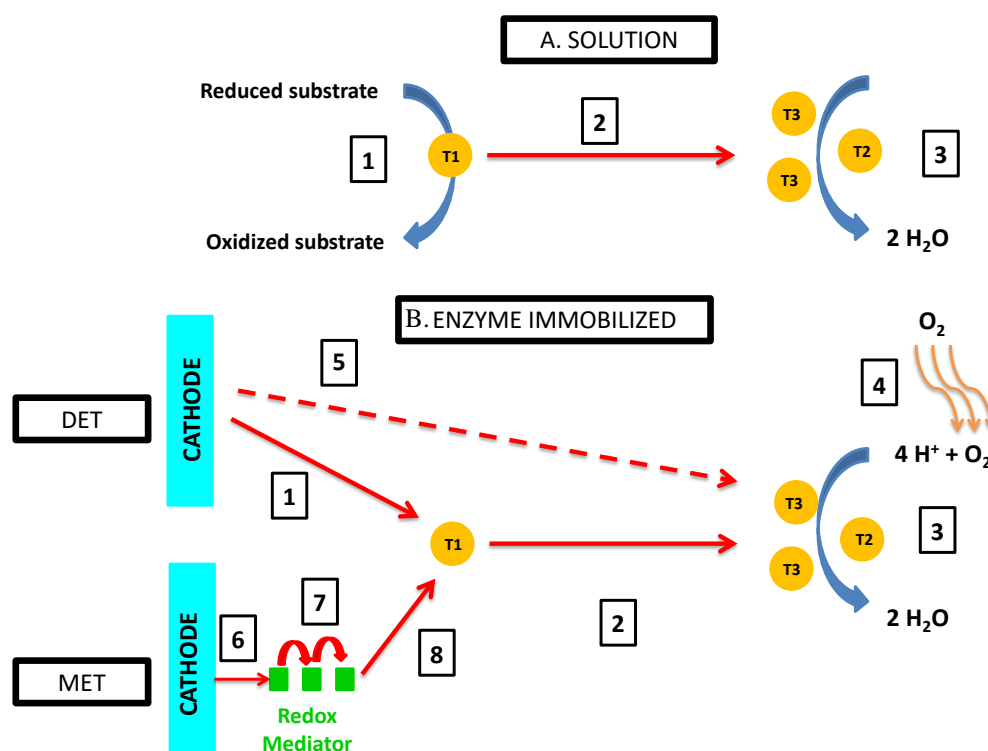 A. SOLUTION
Reduced substrate
1
T1
Oxidized substrate
2
T3
T3
T2
3
2 H₂O
B. ENZYME IMMOBILIZED
DET
CATHODE
5
1
O₂
4
4 H⁺ + O₂
T1
T3
T3
T2
3
2
2 H₂O
MET
CATHODE
6
7
8
Redox
Mediator